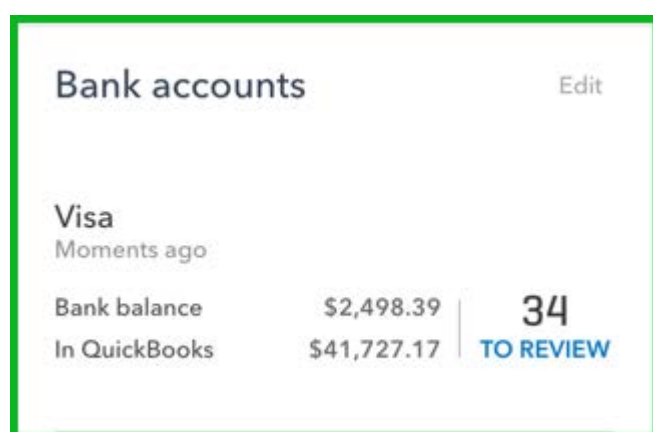 Bank accounts Edit
Visa
Moments ago
Bank balance $2,498.39 34
In QuickBooks $41,727.17 TO REVIEW